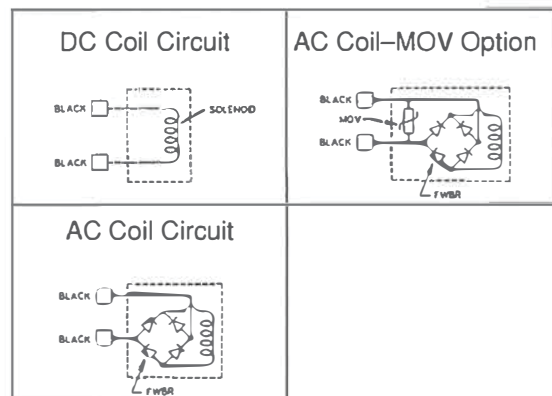 DC Coil Circuit
BLACK
SOLENOID
BLACK
AC Coil–MOV Option
BLACK
MOV
BLACK
FWBR
AC Coil Circuit
BLACK
BLACK
FWBR